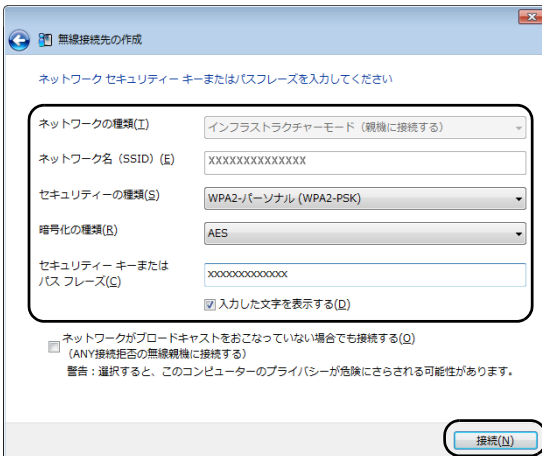 無線接続先の作成
ネットワーク セキュリティー キーまたはパスフレーズを入力してください
ネットワークの種類(T) インフラストラクチャーモード（親機に接続する）
ネットワーク名（SSID）(E) XXXXXXXXXXXXXX
セキュリティーの種類(S) WPA2-パーソナル (WPA2-PSK)
暗号化の種類(R) AES
セキュリティー キーまたは
パス フレーズ(C) xxxxxxxxxxxxx
入力した文字を表示する(D)
ネットワークがブロードキャストをおこなっていない場合でも接続する(O)
（ANY接続拒否の無線親機に接続する）
警告：選択すると、このコンピューターのプライバシーが危険にさらされる可能性があります。
接続(N)